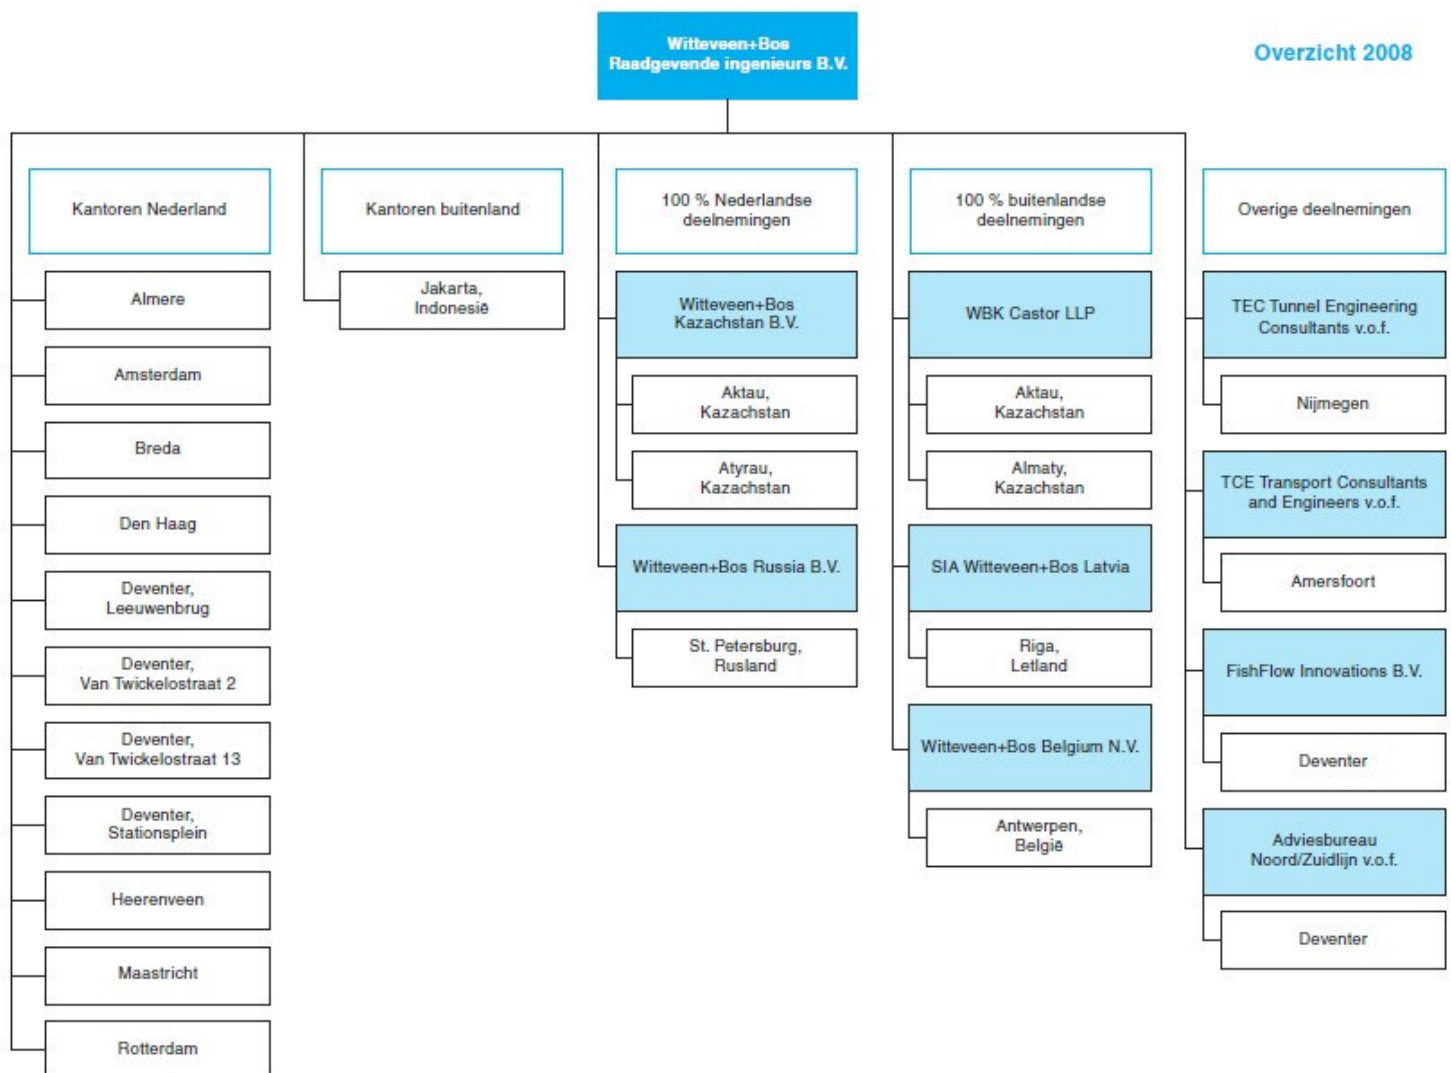 Witteveen+Bos
Raadgevende ingenieurs B.V.
Overzicht 2008
Kantoren Nederland
Almere
Amsterdam
Breda
Den Haag
Deventer,
Leeuwenbrug
Deventer,
Van Twickelostraat 2
Deventer,
Van Twickelostraat 13
Deventer,
Stationsplein
Heerenveen
Maastricht
Rotterdam
Kantoren buitenland
Jakarta,
Indonesië
100 % Nederlandse
deelnemingen
Witteveen+Bos
Kazachstan B.V.
Aktau,
Kazachstan
Atyrau,
Kazachstan
Witteveen+Bos Russia B.V.
St. Petersburg,
Rusland
100 % buitenlandse
deelnemingen
WBK Castor LLP
Aktau,
Kazachstan
Almaty,
Kazachstan
SIA Witteveen+Bos Latvia
Riga,
Letland
Witteveen+Bos Belgium N.V.
Antwerpen,
België
Overige deelnemingen
TEC Tunnel Engineering
Consultants v.o.f.
Nijmegen
TCE Transport Consultants
and Engineers v.o.f.
Amersfoort
FishFlow Innovations B.V.
Deventer
Adviesbureau
Noord/Zuidlijn v.o.f.
Deventer